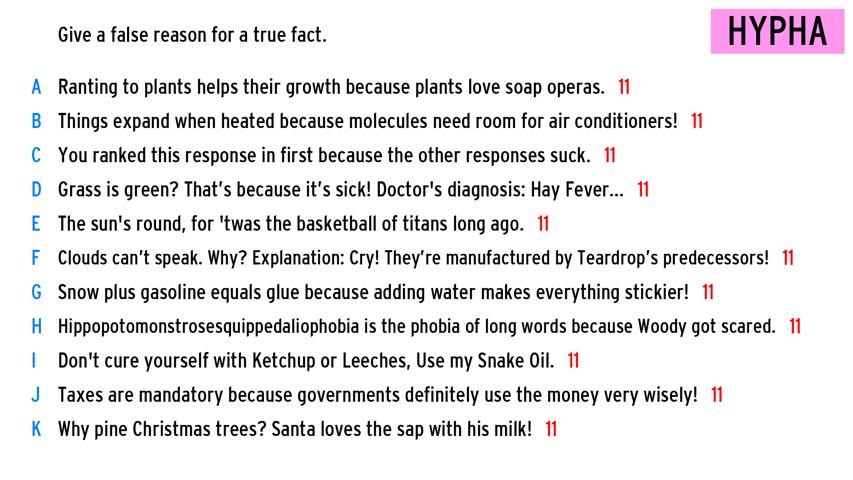 Give a false reason for a true fact.
HYPHA
A Ranting to plants helps their growth because plants love soap operas. 11
B Things expand when heated because molecules need room for air conditioners! 11
C You ranked this response in first because the other responses suck. 11
D Grass is green? That's because it's sick! Doctor's diagnosis: Hay Fever... 11
E The sun's round, for 'twas the basketball of titans long ago. 11
F Clouds can't speak. Why? Explanation: Cry! They're manufactured by Teardrop's predecessors! 11
G Snow plus gasoline equals glue because adding water makes everything stickier! 11
H Hippopotomonstrosesquippedaliophobia is the phobia of long words because Woody got scared. 11
I Don't cure yourself with Ketchup or Leeches, Use my Snake Oil. 11
J Taxes are mandatory because governments definitely use the money very wisely! 11
K Why pine Christmas trees? Santa loves the sap with his milk! 11